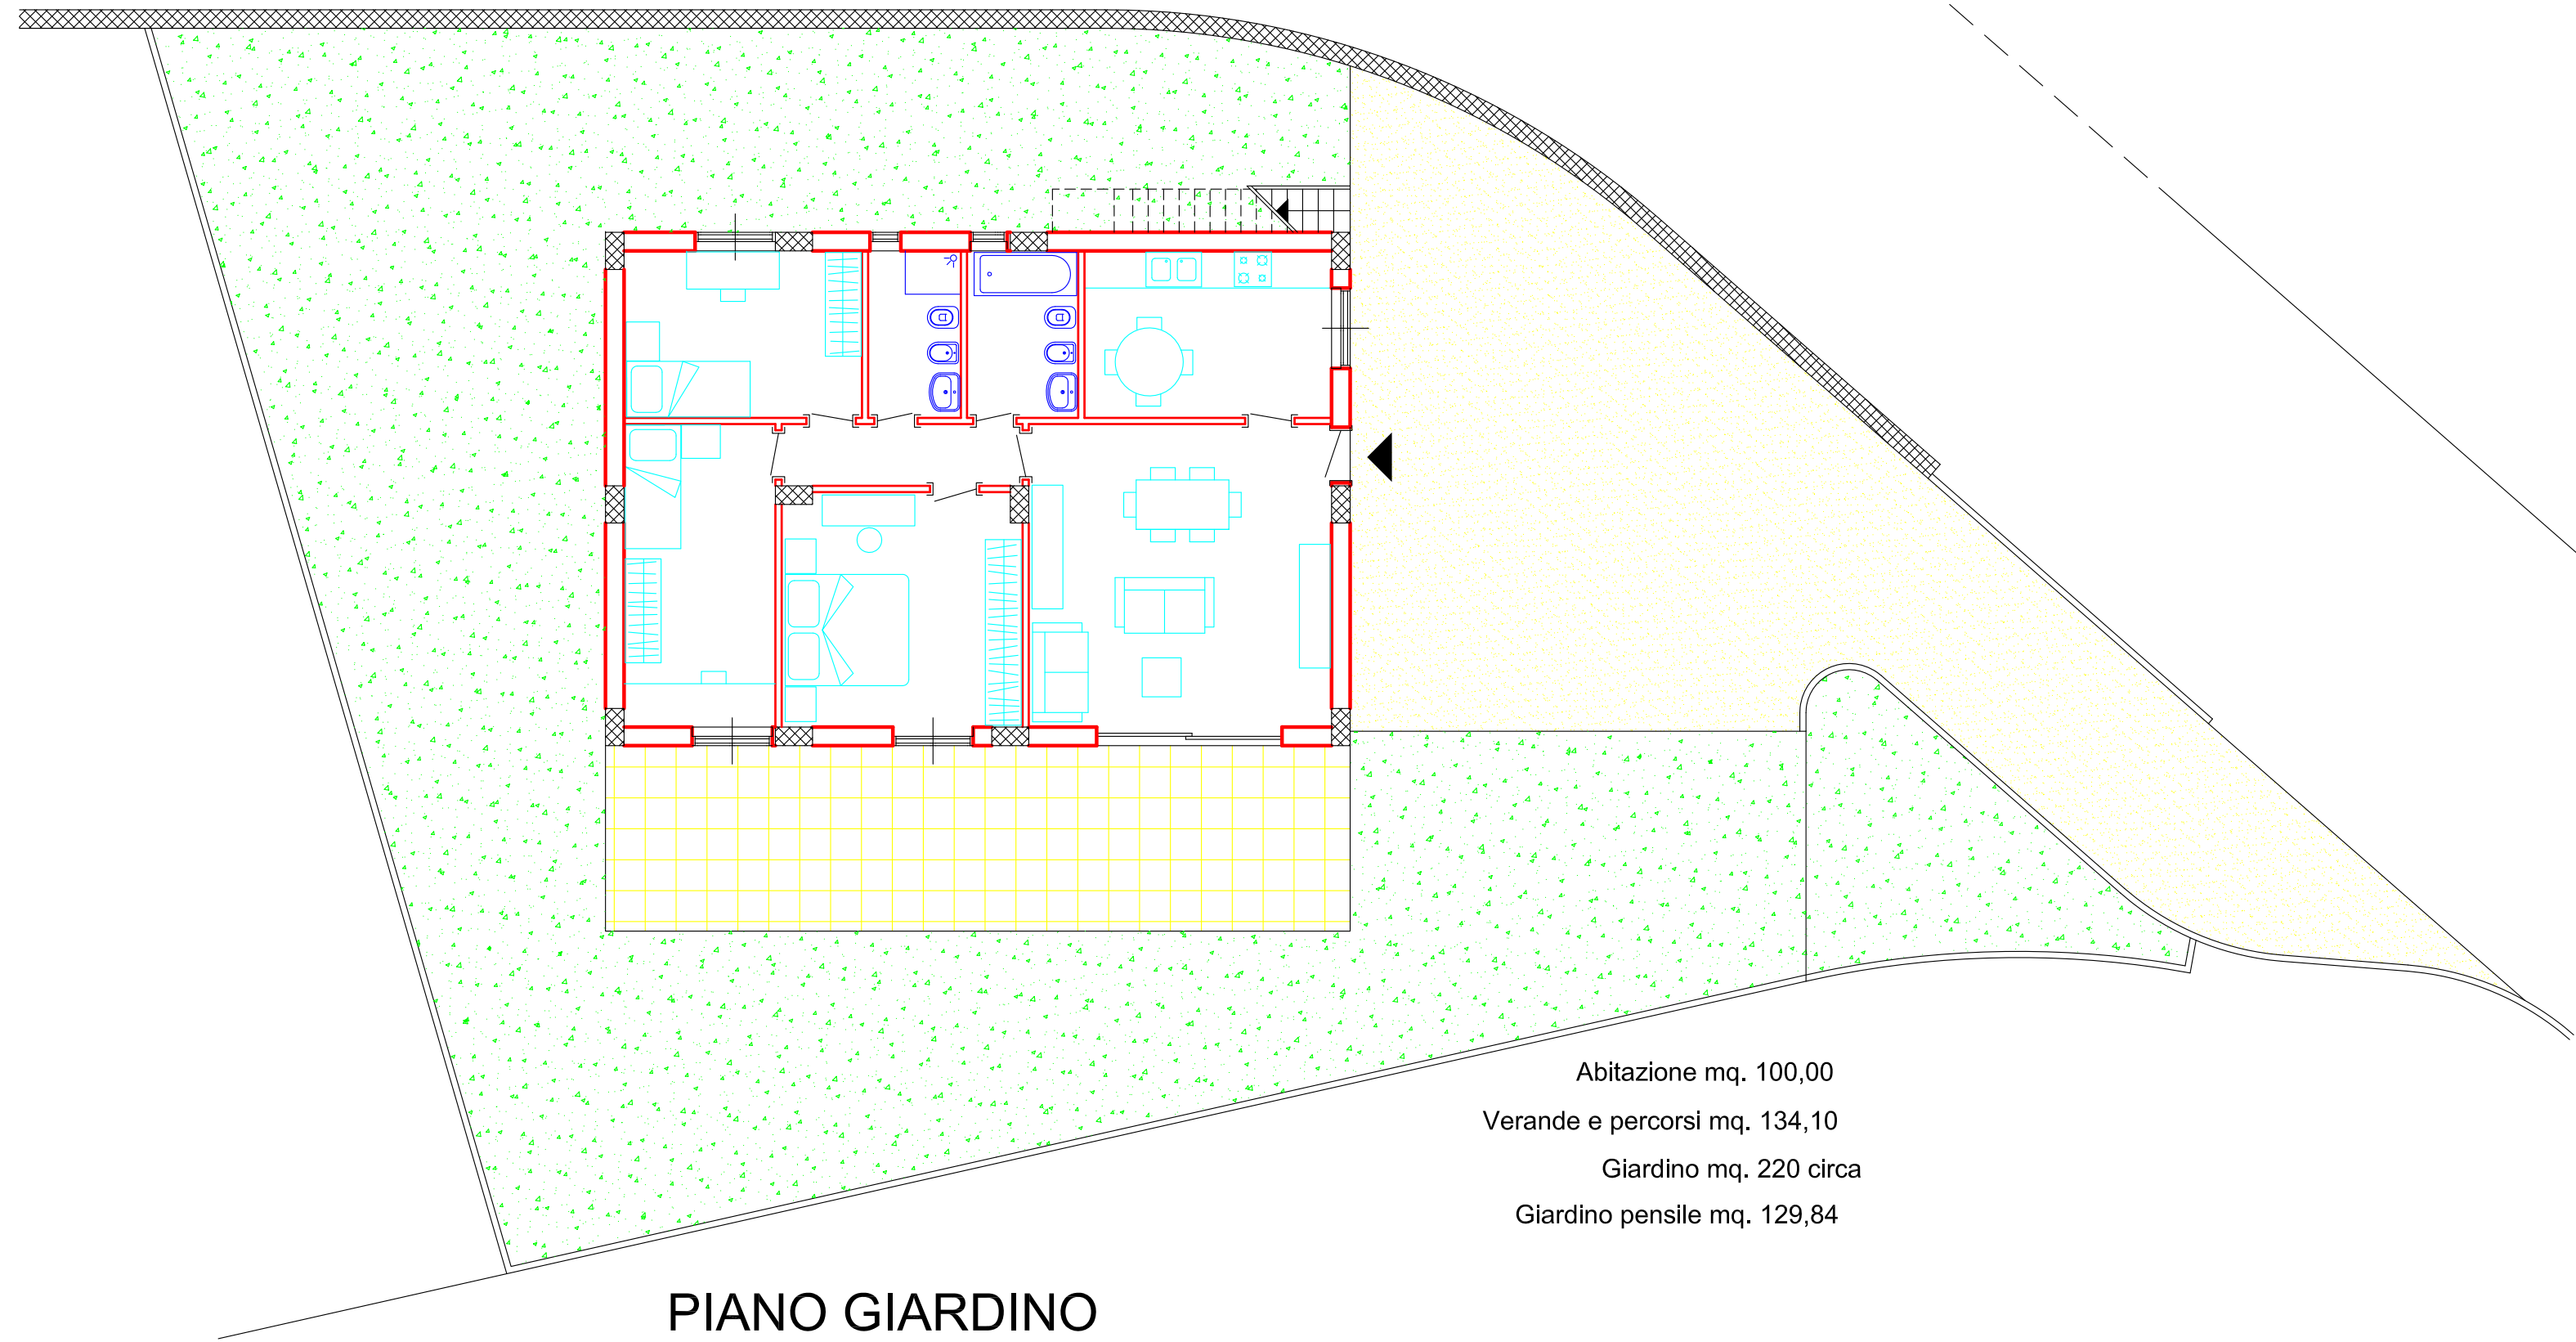 Abitazione mq. 100,00
Verande e percorsi mq. 134,10
Giardino mq. 220 circa
Giardino pensile mq. 129,84
PIANO GIARDINO